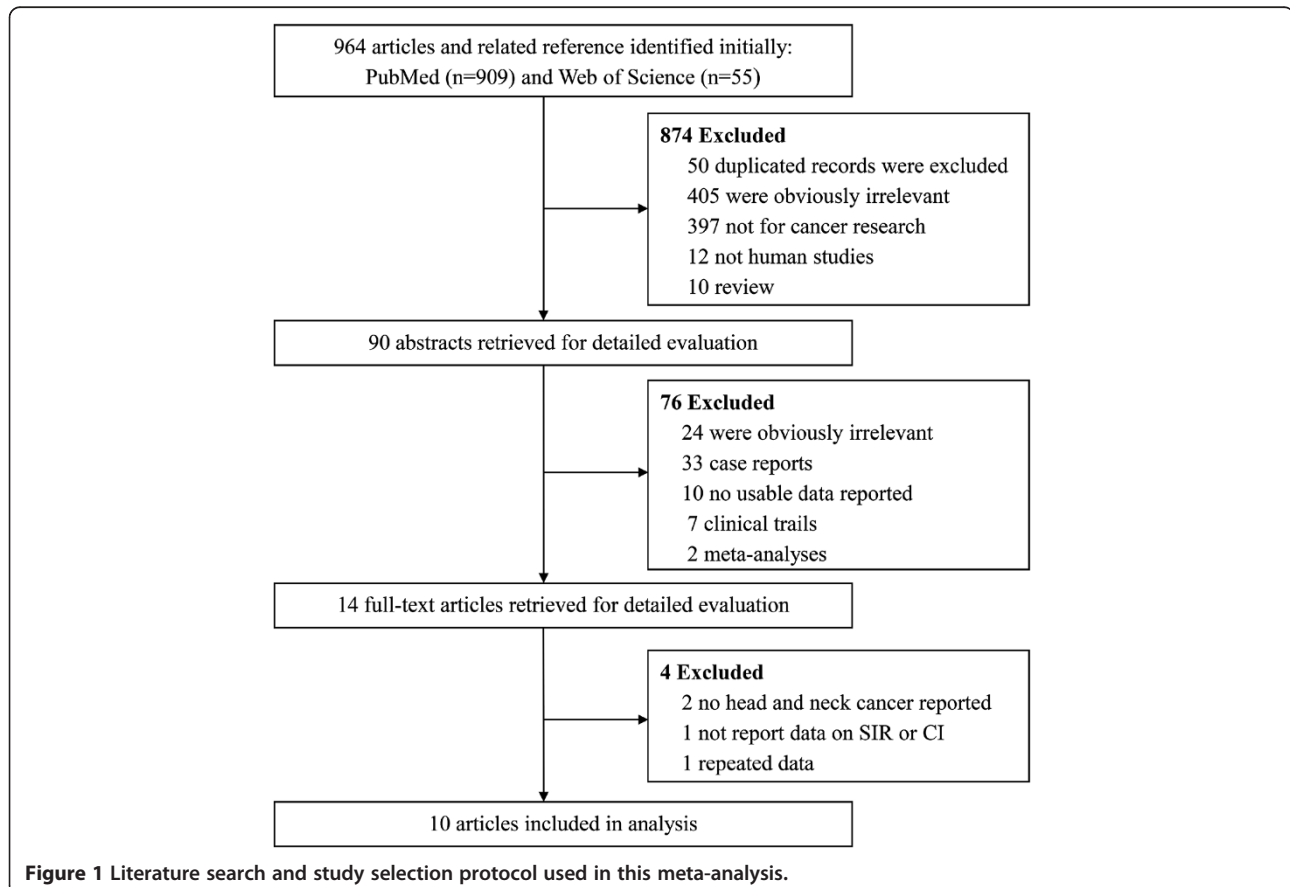 964 articles and related reference identified initially:
PubMed (n=909) and Web of Science (n=55)
874 Excluded
50 duplicated records were excluded
405 were obviously irrelevant
397 not for cancer research
12 not human studies
10 review
90 abstracts retrieved for detailed evaluation
76 Excluded
24 were obviously irrelevant
33 case reports
10 no usable data reported
7 clinical trails
2 meta-analyses
14 full-text articles retrieved for detailed evaluation
4 Excluded
2 no head and neck cancer reported
1 not report data on SIR or CI
1 repeated data
10 articles included in analysis
Figure 1 Literature search and study selection protocol used in this meta-analysis.